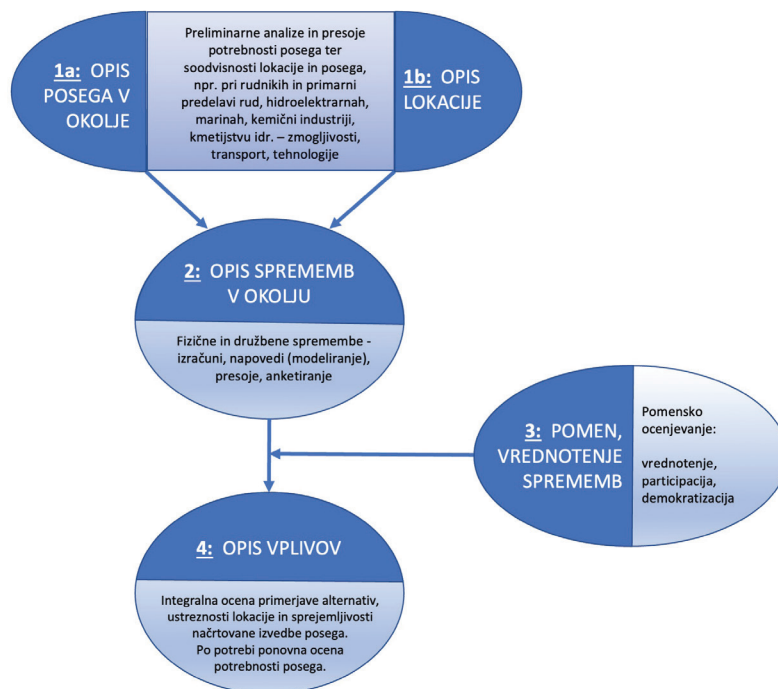 1a: OPIS
POSEGA V
OKOLJE
Preliminarne analize in presoje
potrebnosti posega ter
soodvisnosti lokacije in posega,
npr. pri rudnikih in primarni
predelavi rud, hidroelektrarnah,
marinah, kemični industriji,
kmetijstvu idr. – zmogljivosti,
transport, tehnologije
1b: OPIS
LOKACIJE
2: OPIS SPREMEMB
V OKOLJU
Fizične in družbene spremembe -
izračuni, napovedi (modeliranje),
presoje, anketiranje
3: POMEN,
VREDNOTENJE
SPREMEMB
Pomensko
ocenjevanje:
vrednotenje,
participacija,
demokratizacija
4: OPIS VPLIVOV
Integralna ocena primerjave alternativ,
ustreznosti lokacije in sprejemljivosti
načrtovane izvedbe posega.
Po potrebi ponovna ocena
potrebnosti posega.